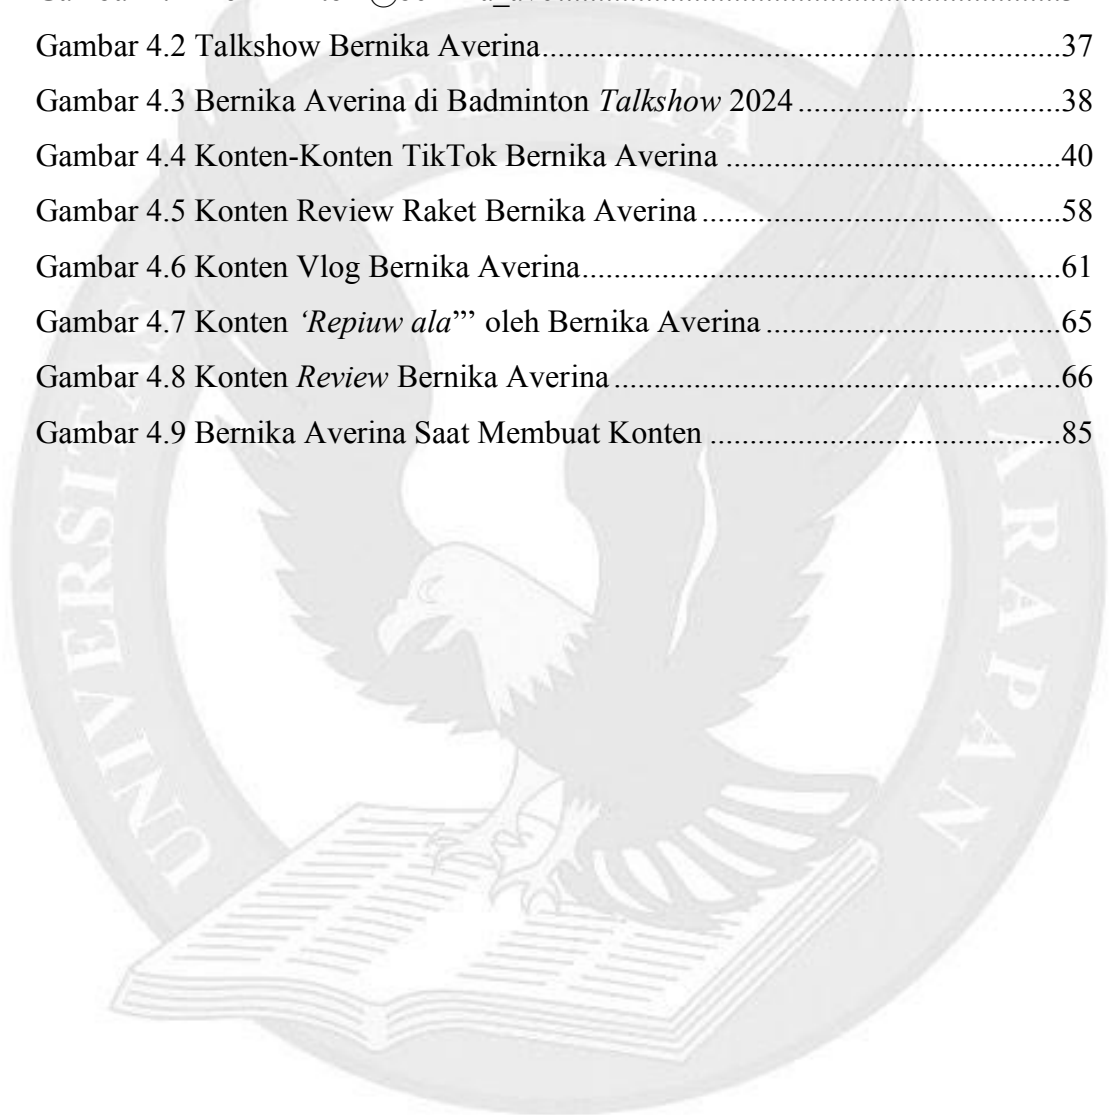 Gambar 4.2 Talkshow Bernika Averina....................................................................37
Gambar 4.3 Bernika Averina di Badminton Talkshow 2024..................................38
Gambar 4.4 Konten-Konten TikTok Bernika Averina ...........................................40
Gambar 4.5 Konten Review Raket Bernika Averina..............................................58
Gambar 4.6 Konten Vlog Bernika Averina.............................................................61
Gambar 4.7 Konten ‘Repiuw ala”’ oleh Bernika Averina......................................65
Gambar 4.8 Konten Review Bernika Averina.........................................................66
Gambar 4.9 Bernika Averina Saat Membuat Konten.............................................85
UNIVERSITAS PELITA HARAPAN